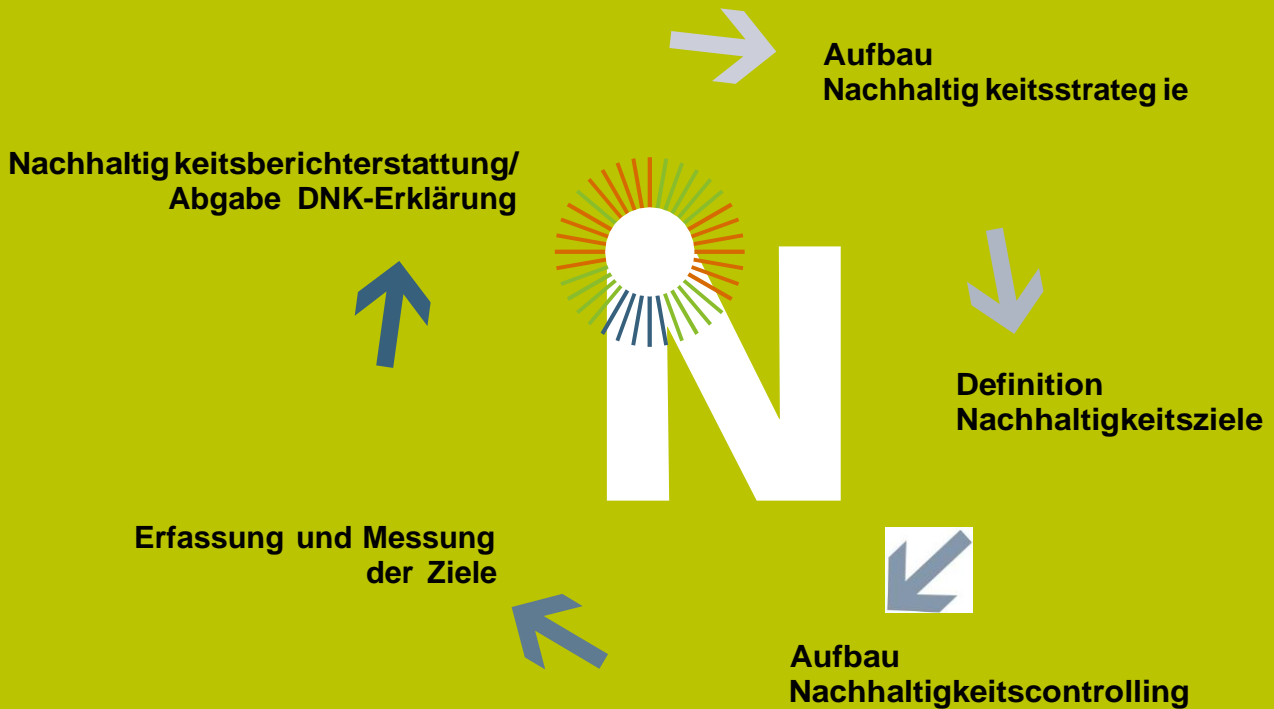 Aufbau
Nachhaltig keitsstrateg ie
Definition
Nachhaltigkeitsziele
Aufbau
Nachhaltigkeitscontrolling
Erfassung und Messung
der Ziele
Nachhaltig keitsberichterstattung/
Abgabe DNK-Erklärung
N